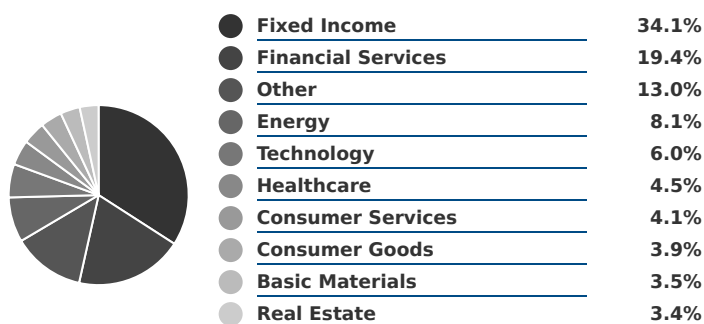 Fixed Income 34.1%
Financial Services 19.4%
Other 13.0%
Energy 8.1%
Technology 6.0%
Healthcare 4.5%
Consumer Services 4.1%
Consumer Goods 3.9%
Basic Materials 3.5%
Real Estate 3.4%